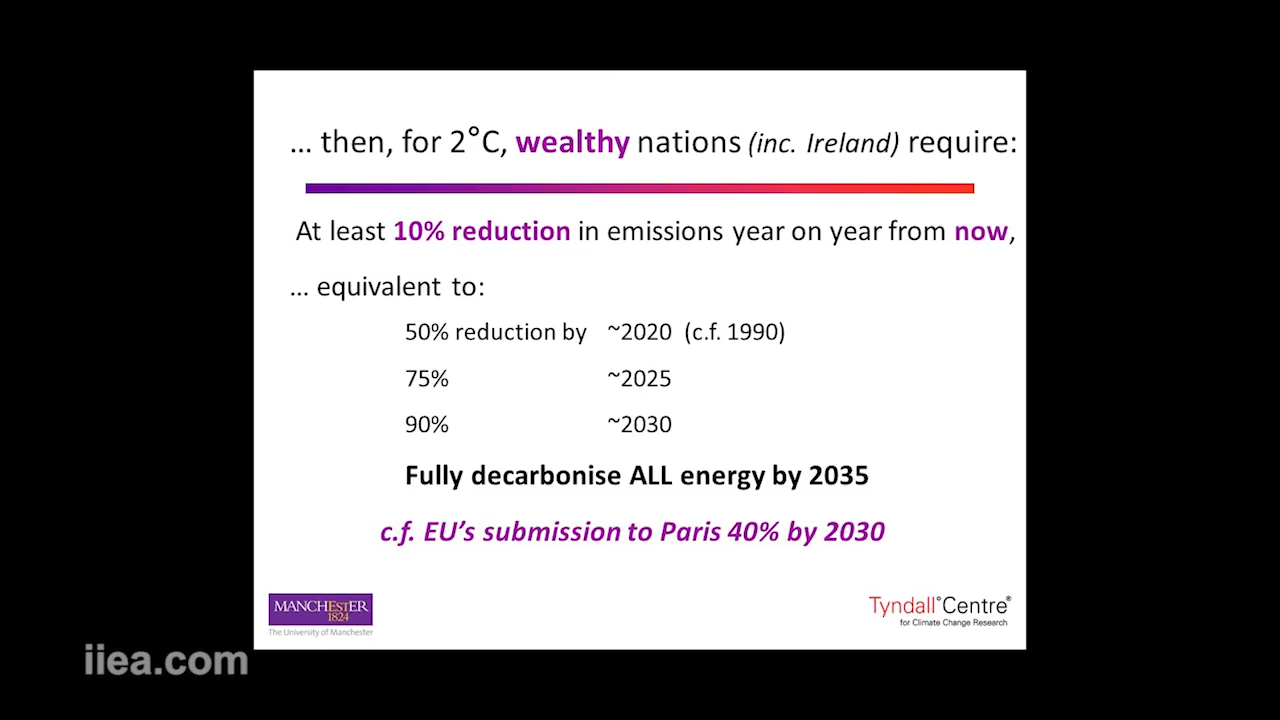 ... then, for 2°C, wealthy nations (inc. Ireland) require:
At least 10% reduction in emissions year on year from now,
... equivalent to:
50% reduction by ~2020 (c.f. 1990)
75% ~2025
90% ~2030
Fully decarbonise ALL energy by 2035
c.f. EU's submission to Paris 40% by 2030
MANCHEstER
1824
The University of Manchester
Tyndall°Centre®
for Climate Change Research
iiea.com